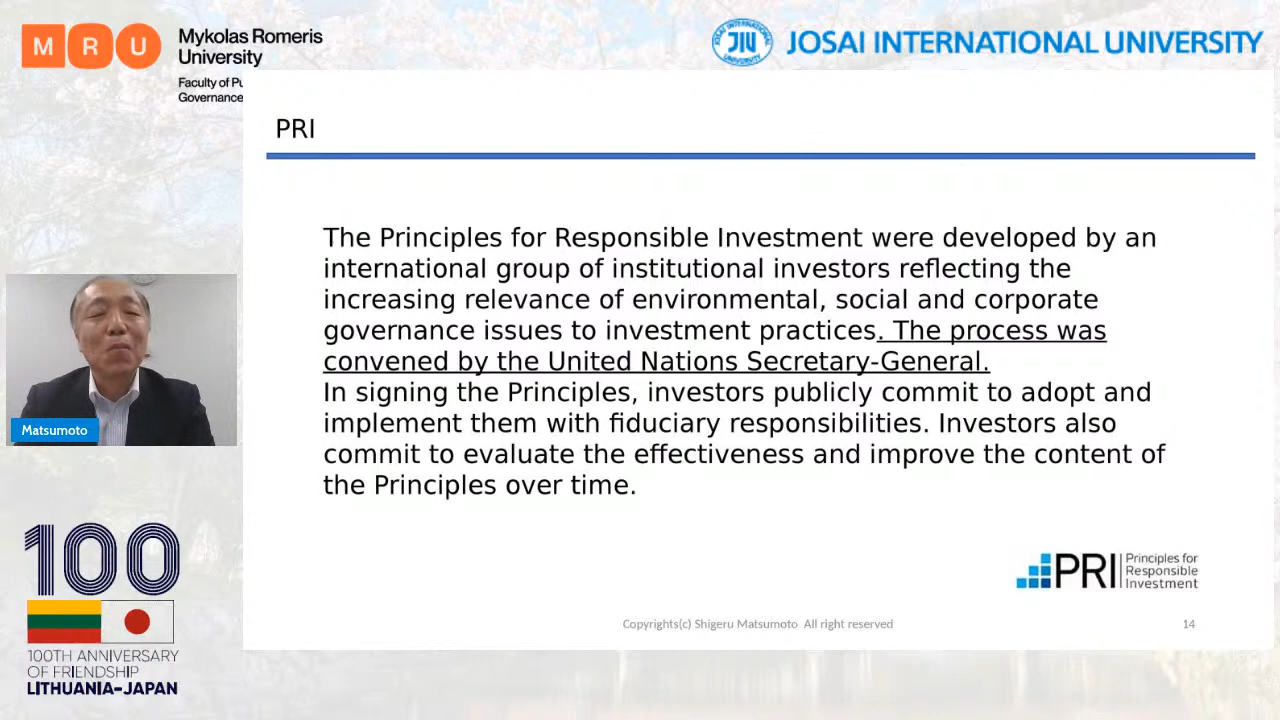 MRU
Mykolas Romeris
University
Faculty of Pu
Governance
JOSAI INTERNATIONAL UNIVERSITY
JIU
JOSAI INTERNATIONAL
UNIVERSITY
PRI
The Principles for Responsible Investment were developed by an
international group of institutional investors reflecting the
increasing relevance of environmental, social and corporate
governance issues to investment practices. The process was
convened by the United Nations Secretary-General.
In signing the Principles, investors publicly commit to adopt and
implement them with fiduciary responsibilities. Investors also
commit to evaluate the effectiveness and improve the content of
the Principles over time.
Matsumoto
PRI
Principles for
Responsible
Investment
Copyrights(c) Shigeru Matsumoto All right reserved
14
100
100TH ANNIVERSARY
OF FRIENDSHIP
LITHUANIA–JAPAN